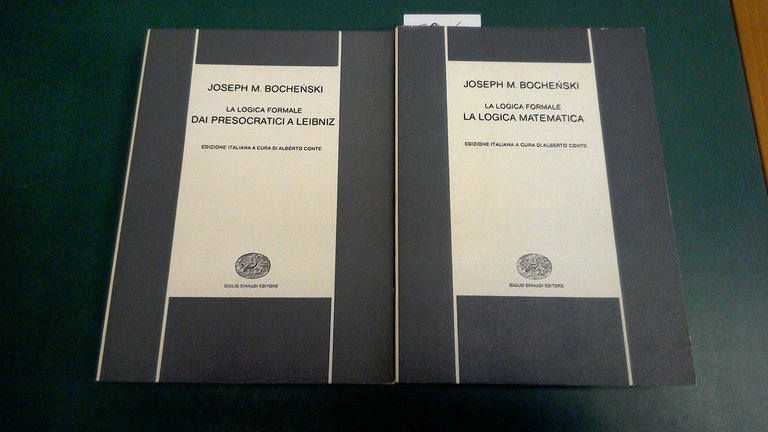 JOSEPH M. BOCHEŃSKI
LA LOGICA FORMALE
DAI PRESOCRATICI A LEIBNIZ
EDIZIONE ITALIANA A CURA DI ALBERTO CONTE
GIULIO EINAUDI EDITORE
JOSEPH M. BOCHEŃSKI
LA LOGICA FORMALE
LA LOGICA MATEMATICA
EDIZIONE ITALIANA A CURA DI ALBERTO CONTE
GIULIO EINAUDI EDITORE